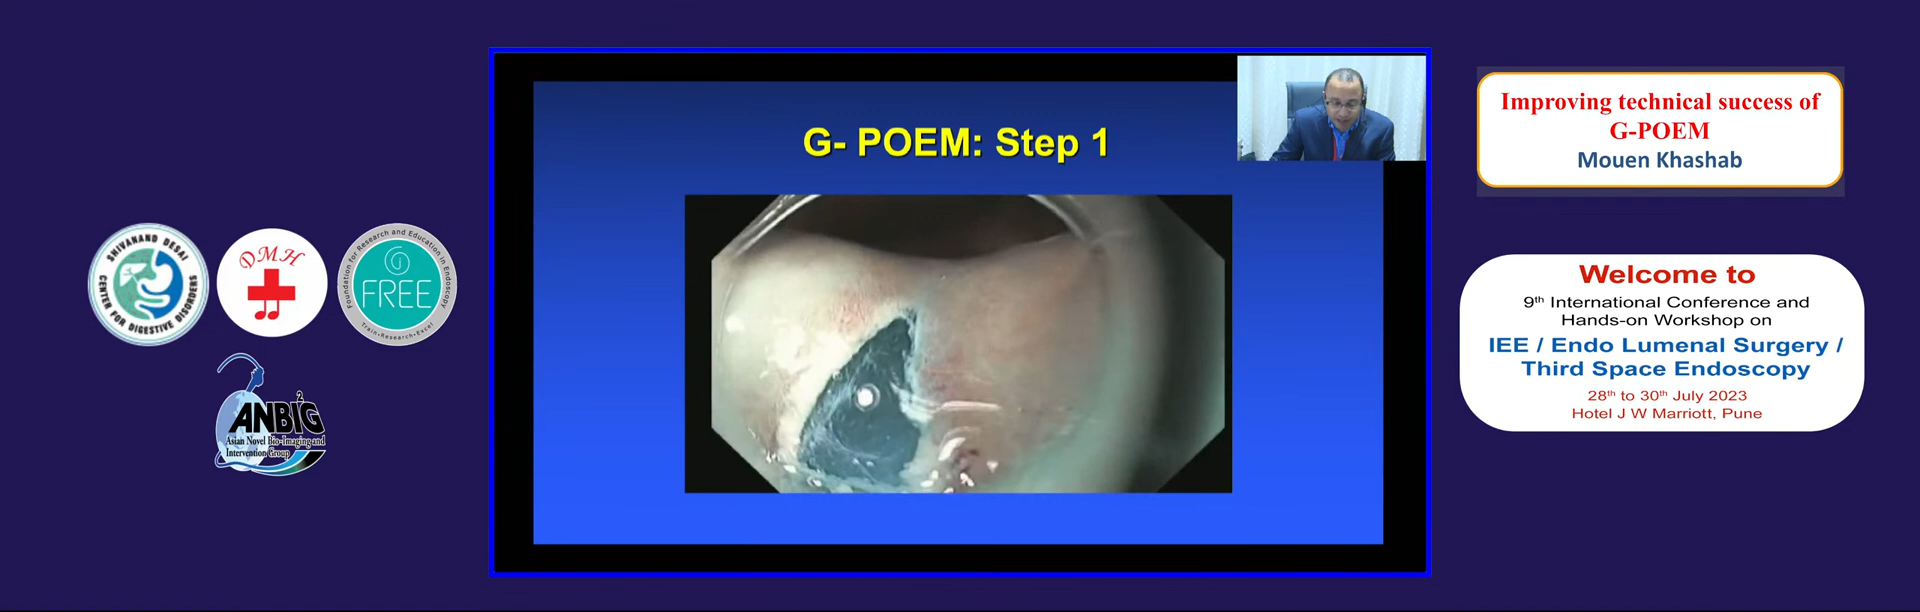 SHIVANAND DESAI
CENTER FOR DIGESTIVE DISORDERS
DMH
Foundation for Research and Education in Endoscopy
FREE
Train•Research•Excel
ANBIG2
Asian Novel Bio-Imaging and
Intervention Group
G- POEM: Step 1
Improving technical success of
G-POEM
Mouen Khashab
Welcome to
9th International Conference and
Hands-on Workshop on
IEE / Endo Lumenal Surgery /
Third Space Endoscopy
28th to 30th July 2023
Hotel J W Marriott, Pune